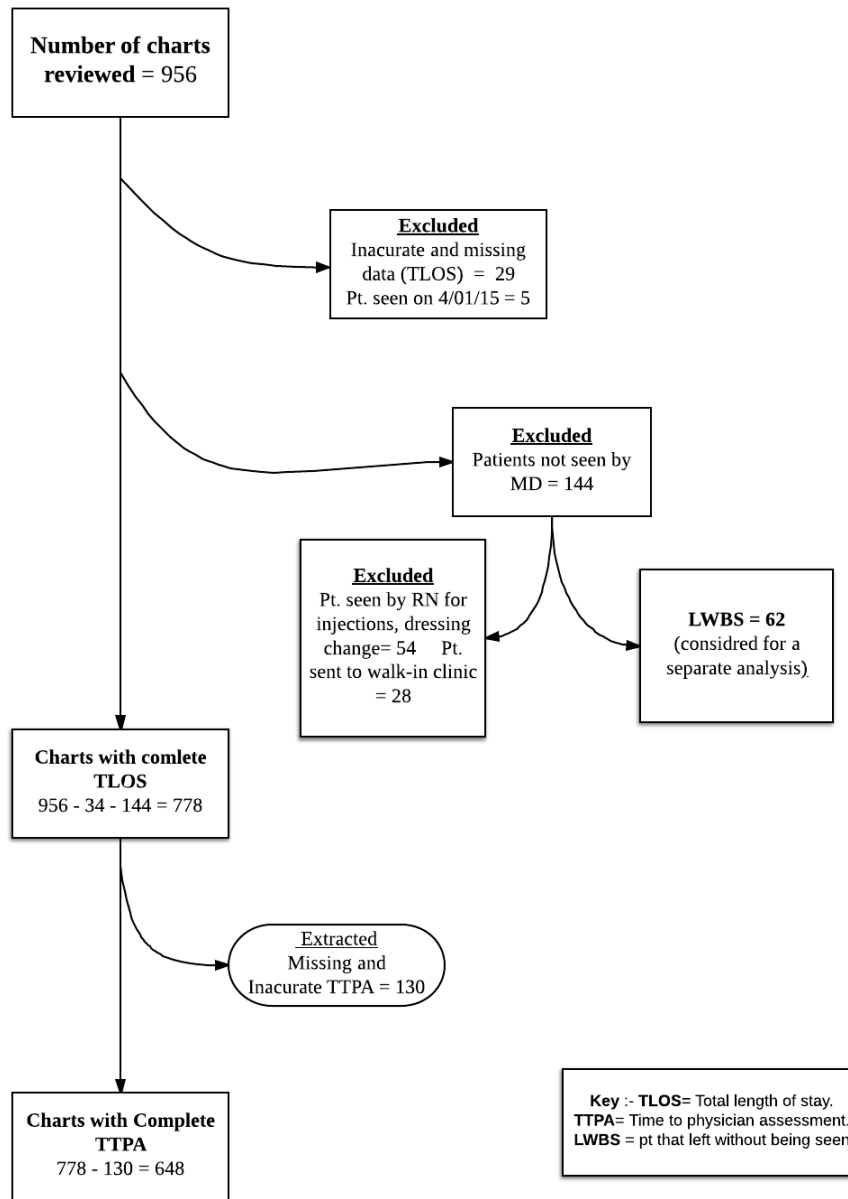 Number of charts
reviewed = 956
Excluded
Inacurate and missing
data (TLOS) = 29
Pt. seen on 4/01/15 = 5
Excluded
Patients not seen by
MD = 144
Excluded
Pt. seen by RN for
injections, dressing
change= 54 Pt.
sent to walk-in clinic
= 28
LWBS = 62
(considred for a
separate analysis)
Charts with comlete
TLOS
956 - 34 - 144 = 778
Extracted
Missing and
Inacurate TTPA = 130
Charts with Complete
TTPA
778 - 130 = 648
Key :- TLOS= Total length of stay.
TTPA= Time to physician assessment.
LWBS = pt that left without being seen